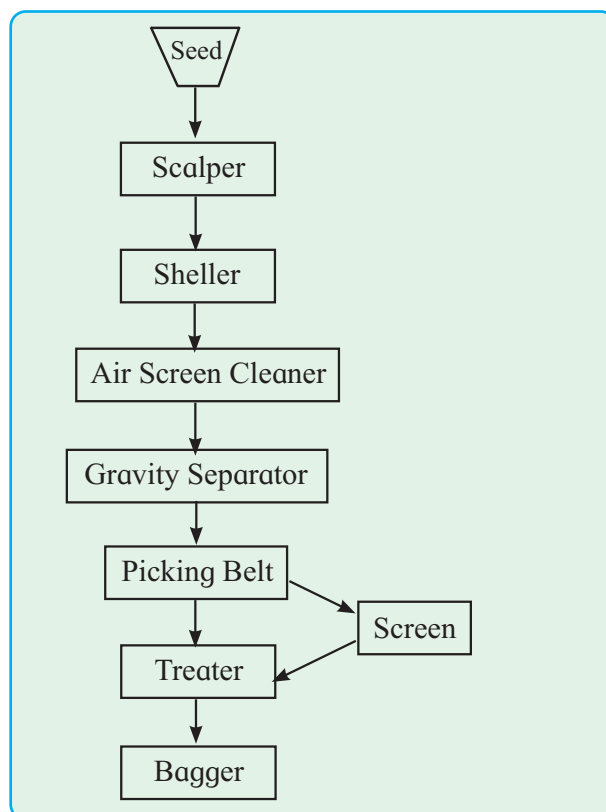 Seed
Scalper
Sheller
Air Screen Cleaner
Gravity Separator
Picking Belt
Screen
Treater
Bagger